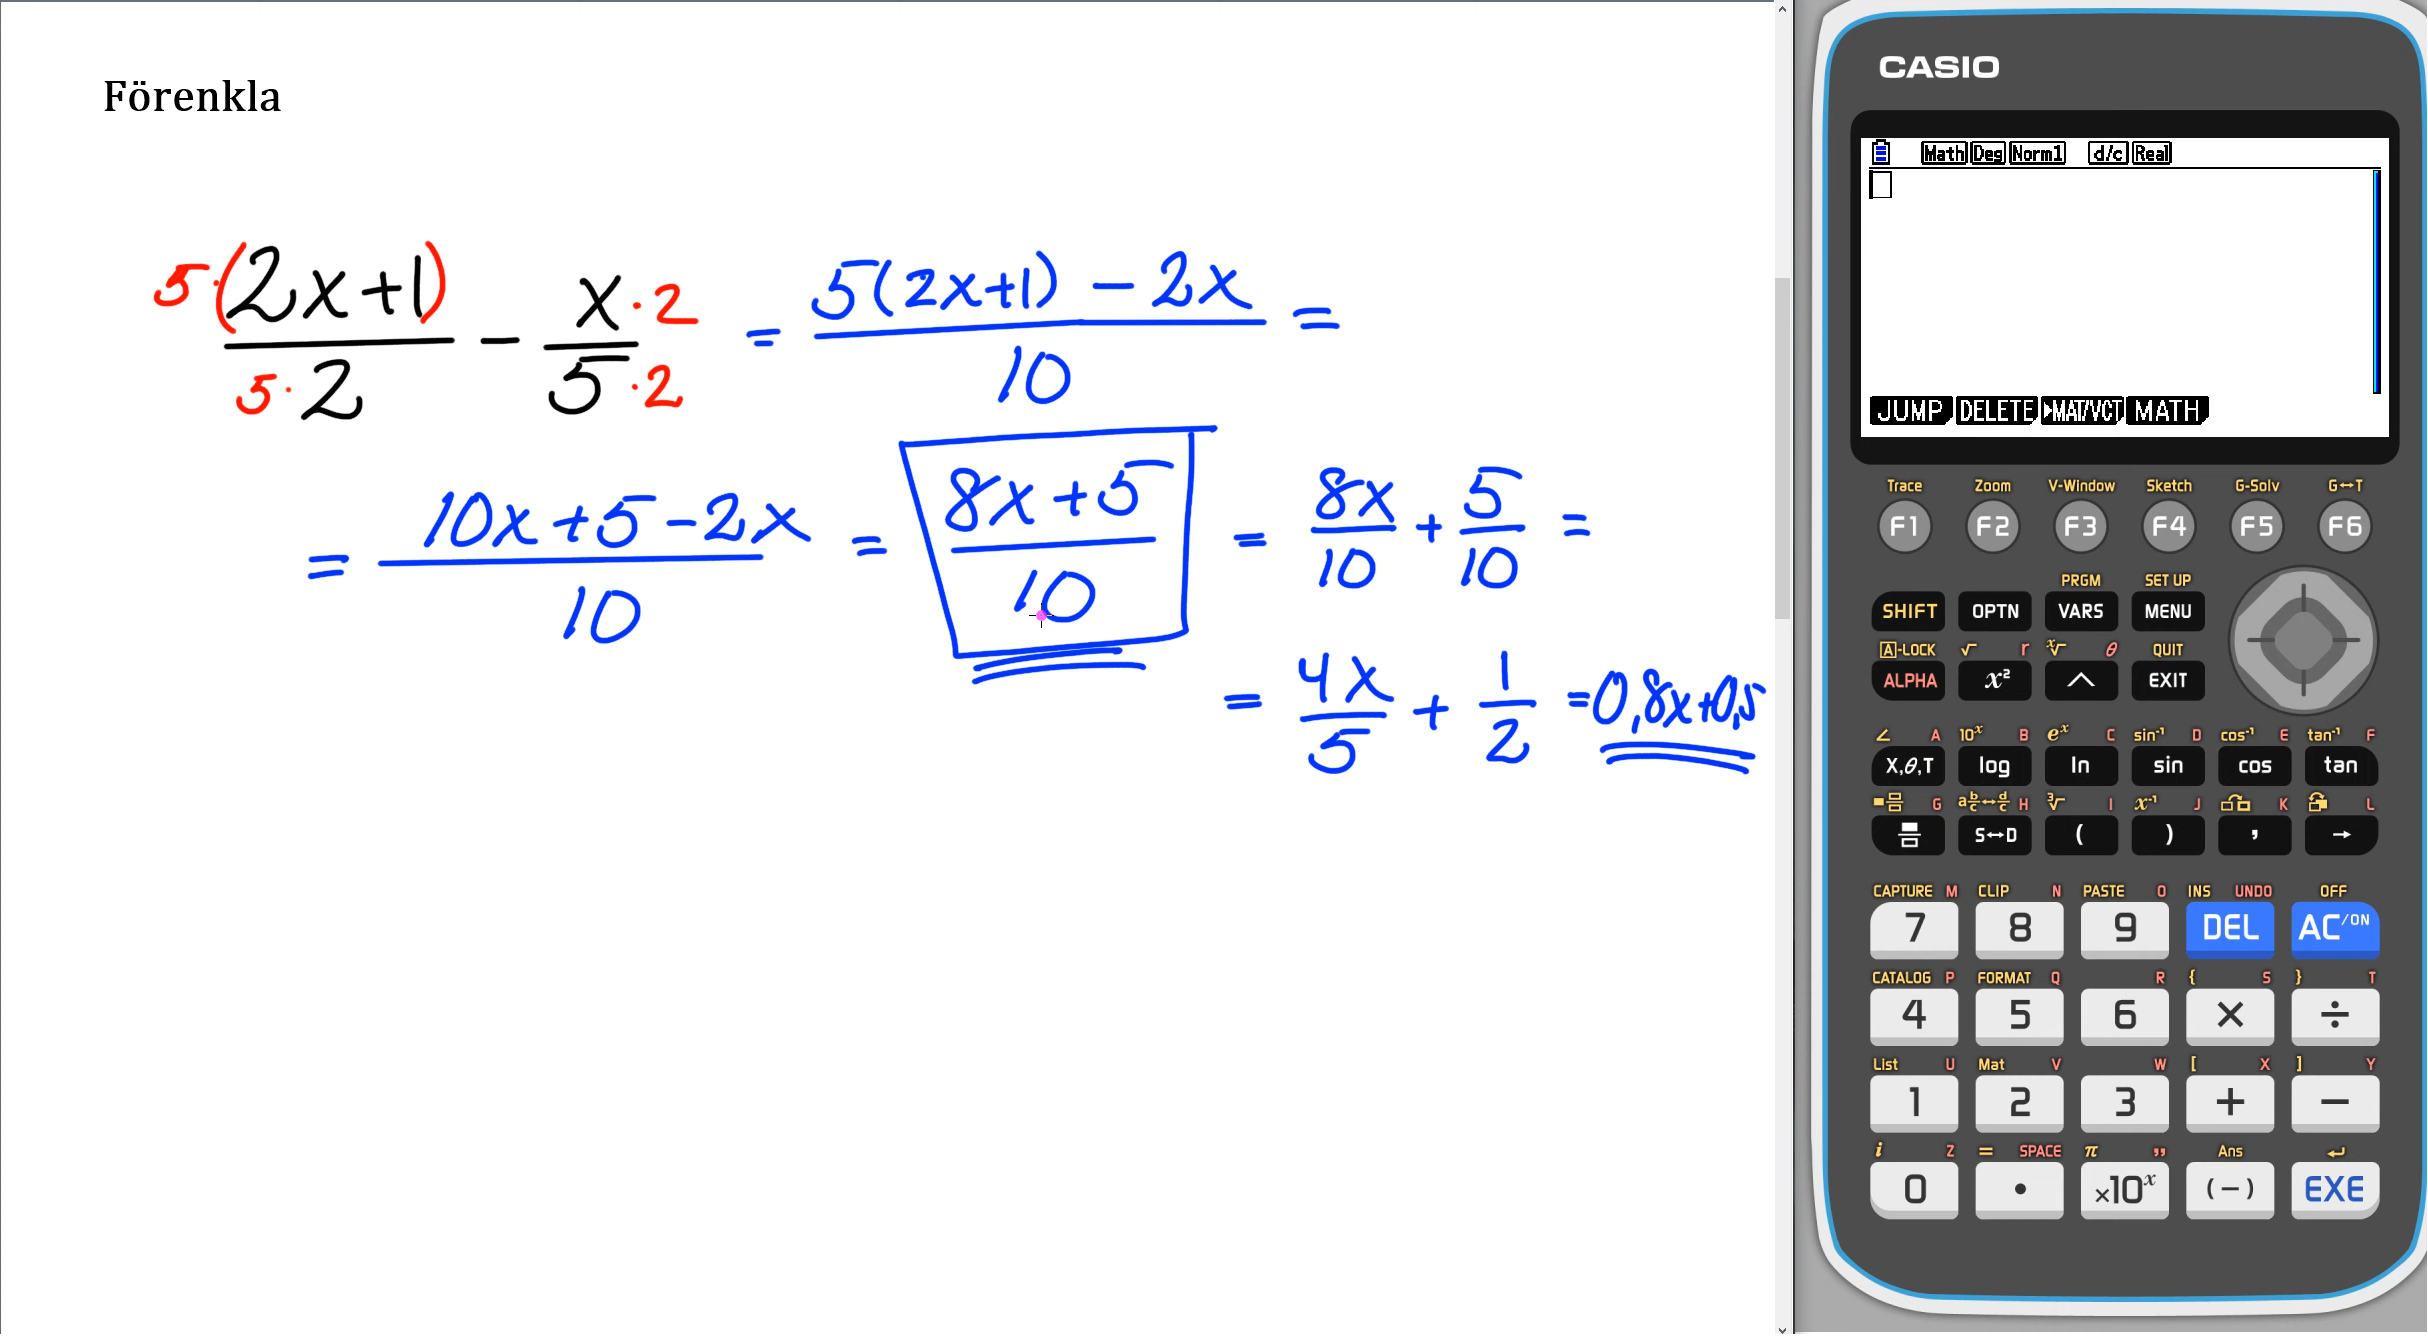 Förenkla
5·(2x+1)/5·2 − x·2/5·2 = 5(2x+1) − 2x/10 =
= 10x+5−2x/10 = 8x+5/10 = 8x/10 + 5/10 =
= 4x/5 + 1/2 = 0,8x+0,5
CASIO
Math Deg Norm1 d/c Real
JUMP DELETE ▶MAT/VCT MATH
Trace Zoom V-Window Sketch G-Solv G↔T
F1 F2 F3 F4 F5 F6
PRGM SET UP
SHIFT OPTN VARS MENU
A-LOCK √ r ˣ√ θ QUIT
ALPHA x² ^ EXIT
∠ A 10ˣ B eˣ C sin⁻¹ D cos⁻¹ E tan⁻¹ F
X,θ,T log ln sin cos tan
G a b/c↔d/c H ³√ I x⁻¹ J K L
S↔D ( ) , →
CAPTURE M CLIP N PASTE O INS UNDO OFF
7 8 9 DEL AC/ON
CATALOG P FORMAT Q R { S } T
4 5 6 × ÷
List U Mat V W [ X ] Y
1 2 3 + −
i Z = SPACE π " Ans ↵
0 • ×10ˣ (−) EXE